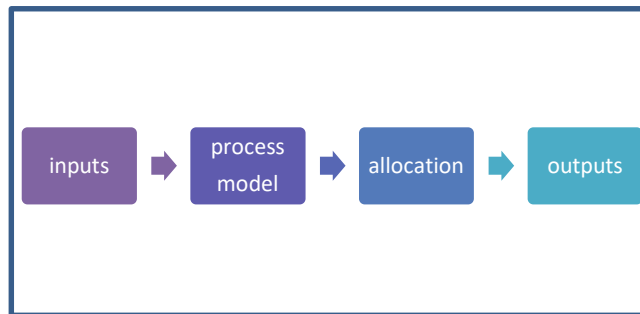 inputs
process
model
allocation
outputs